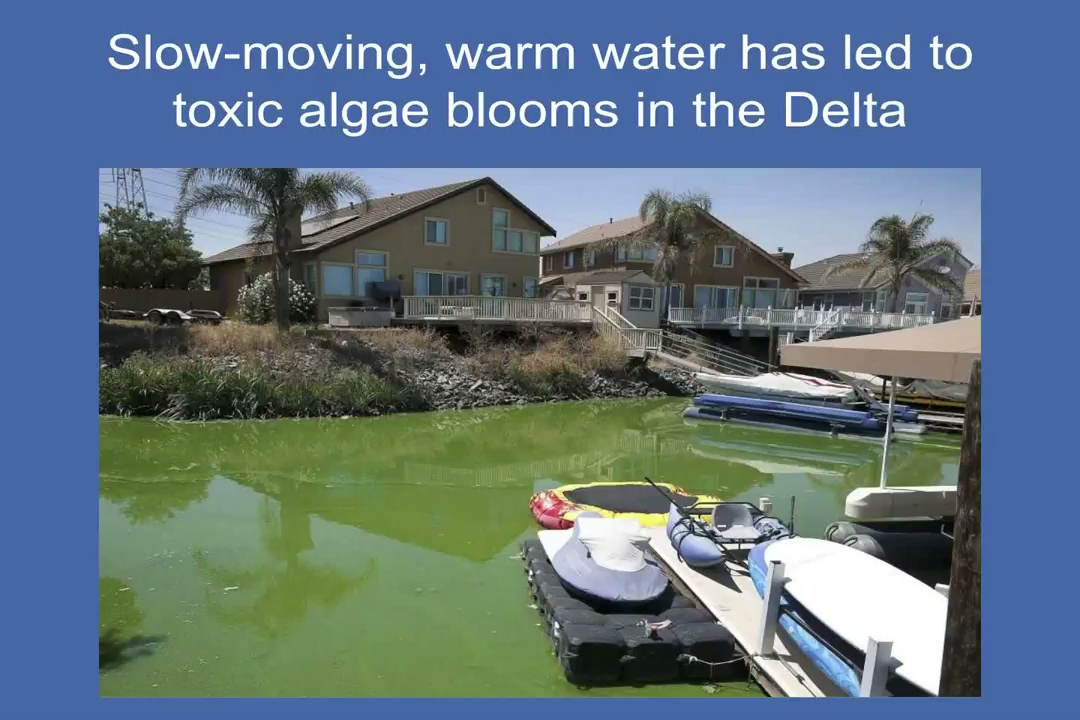 Slow-moving, warm water has led to
toxic algae blooms in the Delta